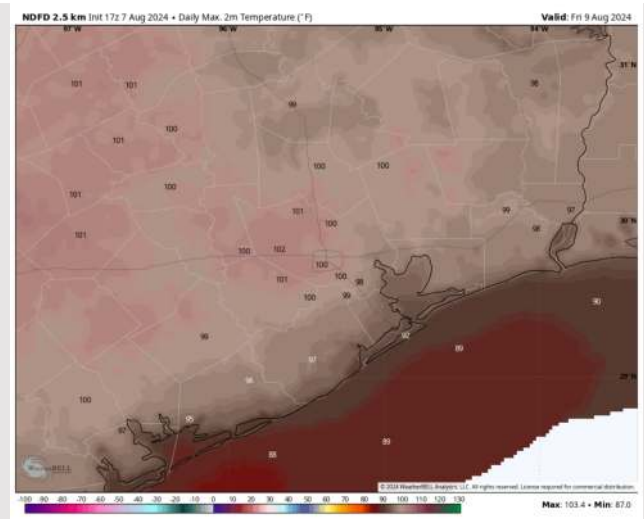 NDFD 2.5 km Init 17z 7 Aug 2024 • Daily Max. 2m Temperature (°F)
Valid: Fri 9 Aug 2024
97°W 96°W 95°W 94°W
31°N
101 101 98
99
100
101
100 100
100
101
101 99 97
100 98
30°N
101
100 102
100
101 100 98
100 99
90
98 92
89
97
96
29°N
100
95
97
89
88
WeatherBELL
© 2024 WeatherBELL Analytics, LLC. All rights reserved. License required for commercial distribution.
-100 -90 -80 -70 -60 -50 -40 -30 -20 -10 0 10 20 30 40 50 60 70 80 90 100 110 120 130
Max: 103.4 • Min: 87.0